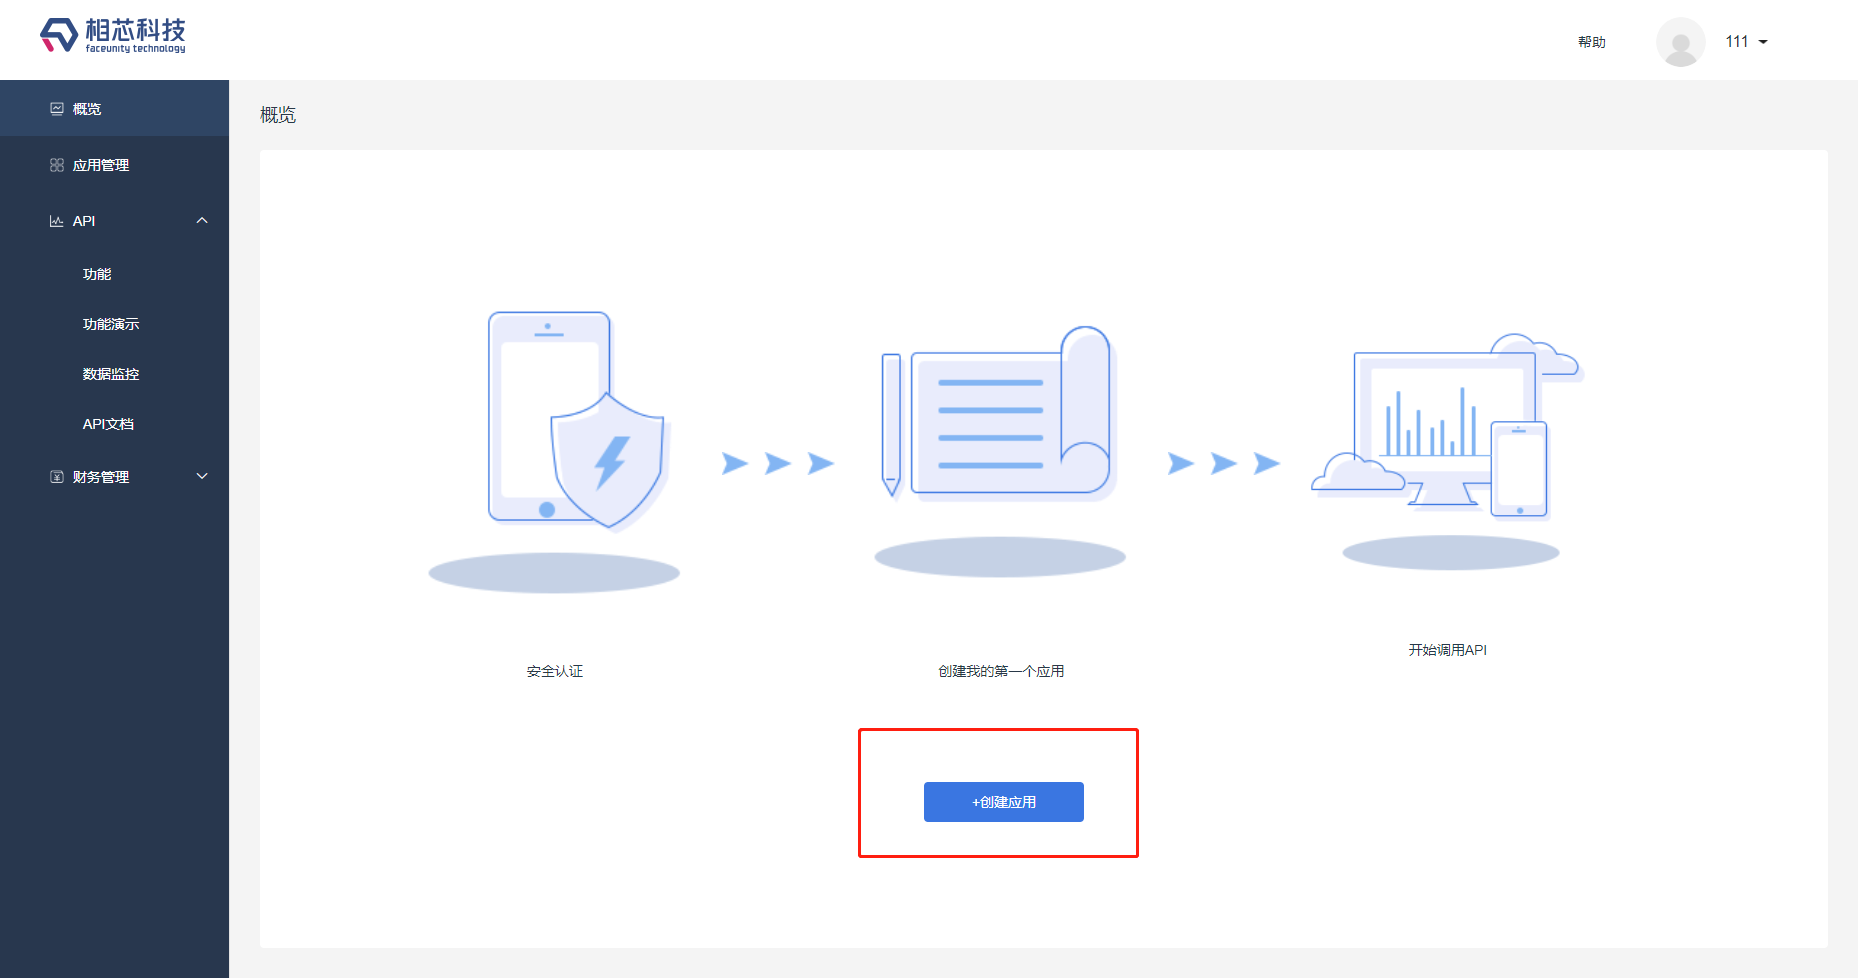 相芯科技
faceunity technology
帮助
111
概览
应用管理
API
功能
功能演示
数据监控
API文档
财务管理
概览
安全认证
创建我的第一个应用
开始调用API
+创建应用